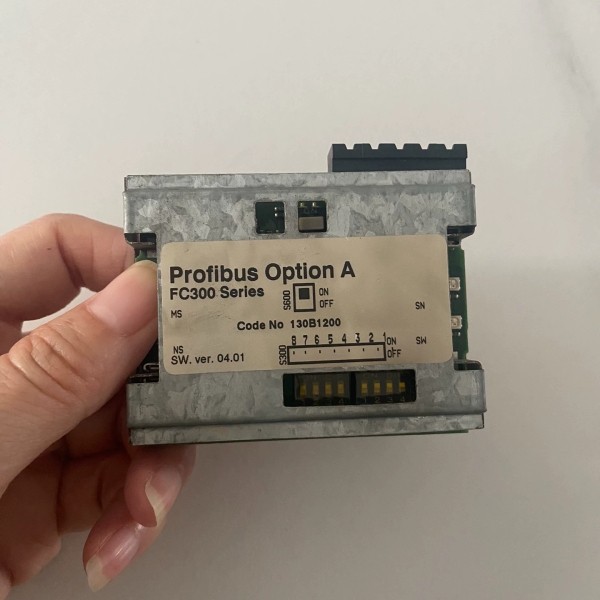 Profibus Option A
FC300 Series
S600
ON
OFF
MS
SN
Code No 130B1200
NS
S300
8 7 6 5 4 3 2 1
ON
OFF
SW
SW. ver. 04.01